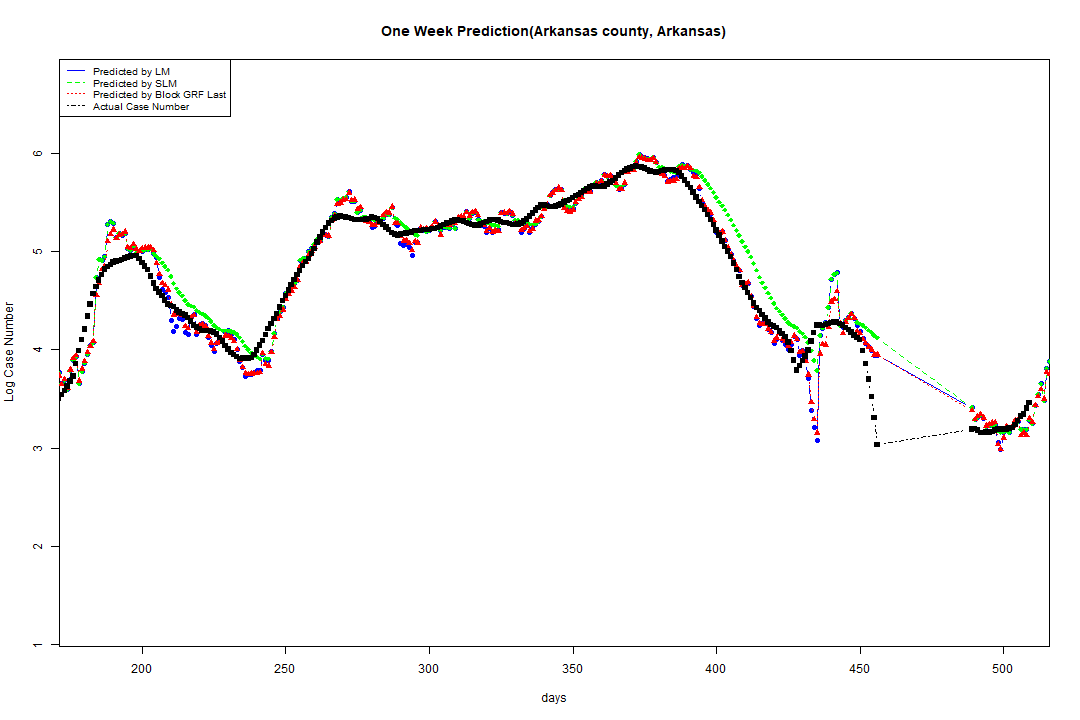 One Week Prediction(Arkansas county, Arkansas)
Predicted by LM
Predicted by SLM
Predicted by Block GRF Last
Actual Case Number
Log Case Number
6
5
4
3
2
1
200 250 300 350 400 450 500
days